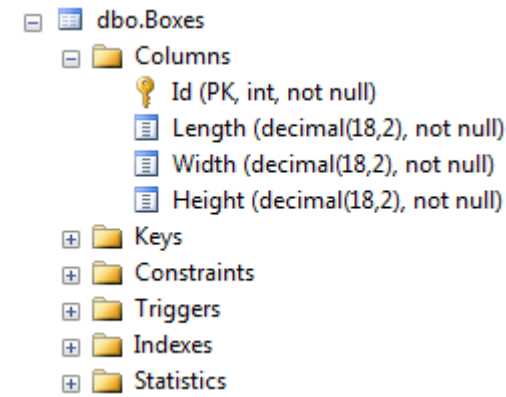 dbo.Boxes
Columns
Id (PK, int, not null)
Length (decimal(18,2), not null)
Width (decimal(18,2), not null)
Height (decimal(18,2), not null)
Keys
Constraints
Triggers
Indexes
Statistics